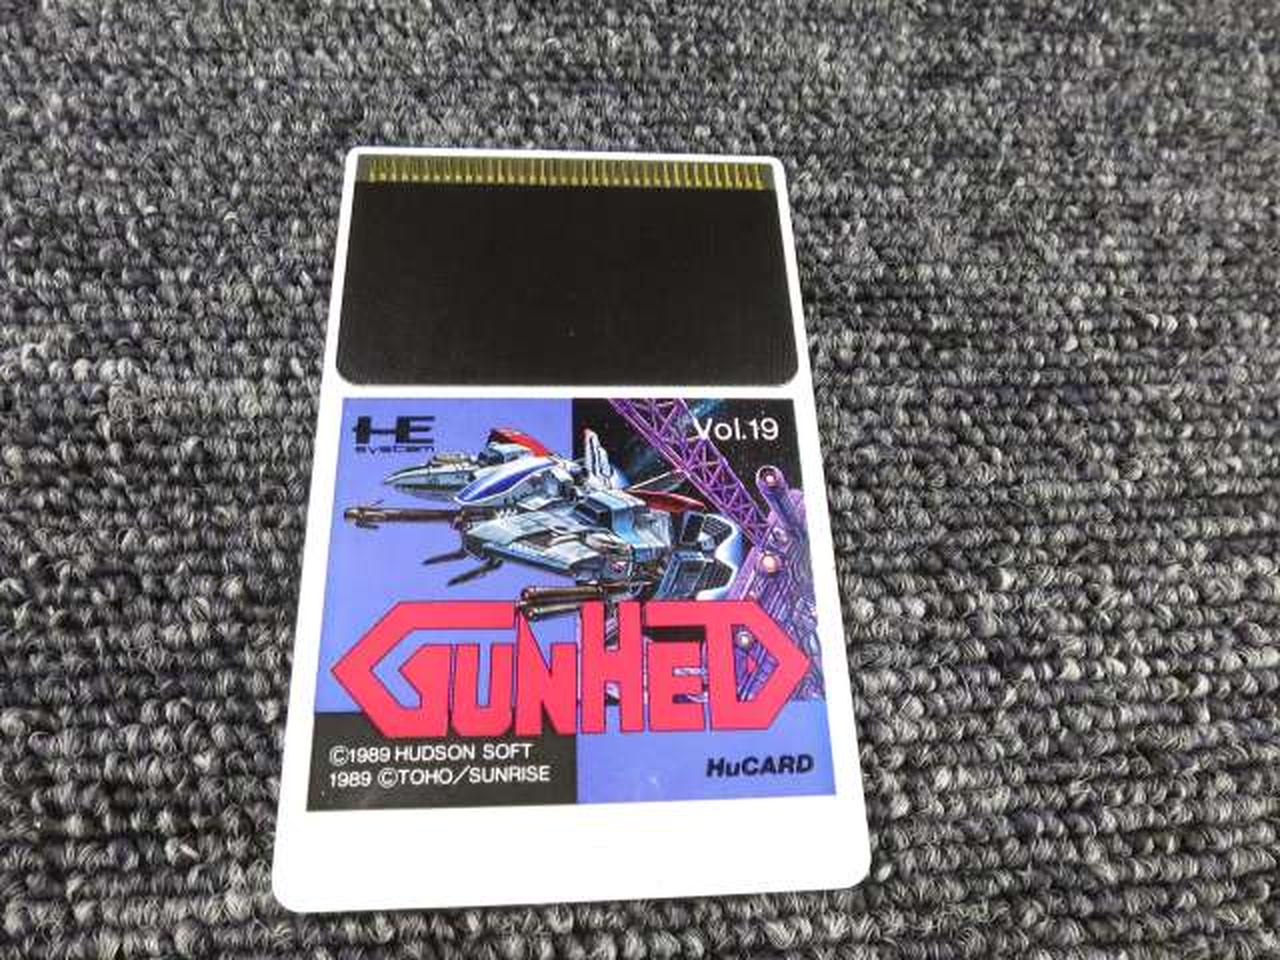 HE
system
Vol.19
GUNHED
©1989 HUDSON SOFT
1989 ©TOHO/SUNRISE
HuCARD